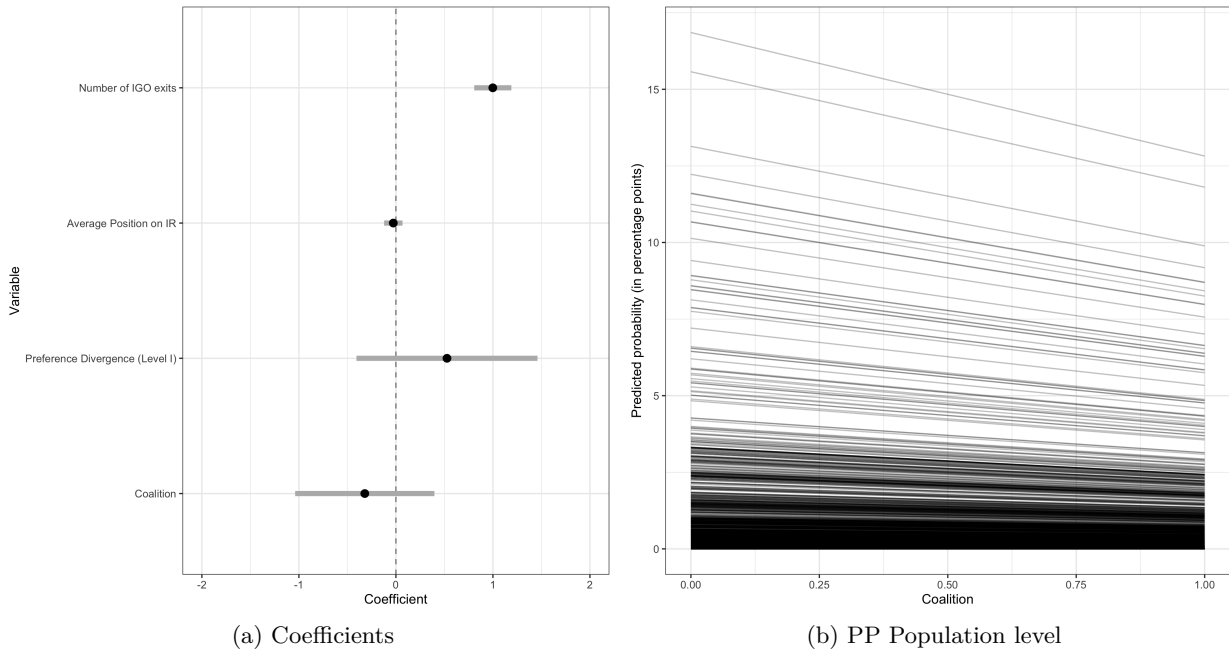 Variable
Number of IGO exits
Average Position on IR
Preference Divergence (Level I)
Coalition
-2 -1 0 1 2
Coefficient
(a) Coefficients
Predicted probability (in percentage points)
15
10
5
0
0.00 0.25 0.50 0.75 1.00
Coalition
(b) PP Population level